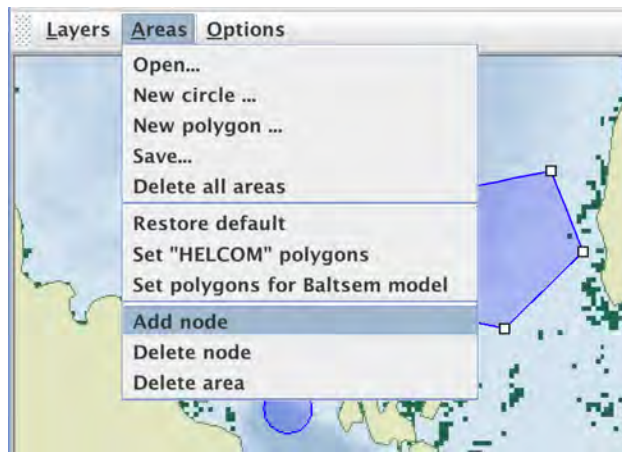 Layers Areas Options
Open...
New circle ...
New polygon ...
Save...
Delete all areas
Restore default
Set "HELCOM" polygons
Set polygons for Baltsem model
Add node
Delete node
Delete area